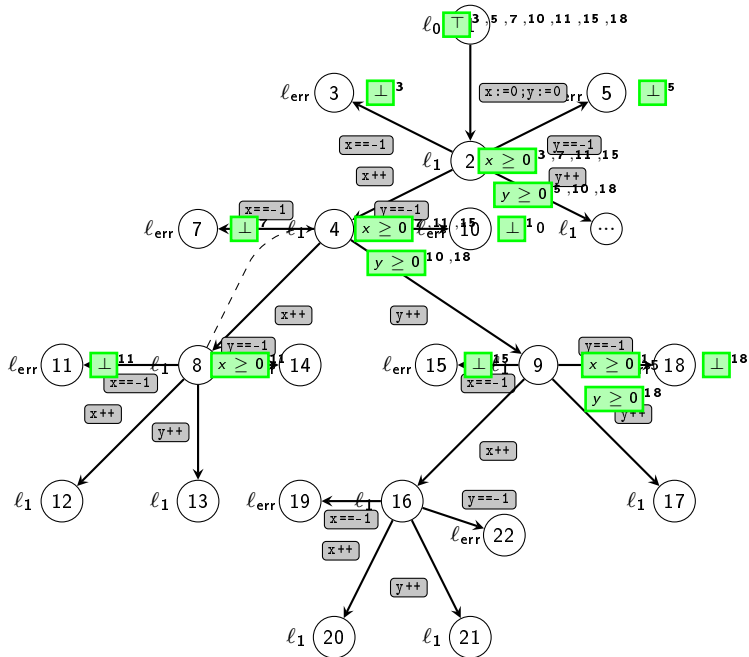 ℓ0 ⊤ 3 ,5 ,7 ,10 ,11 ,15 ,18
ℓerr 3 ⊥ 3 x:=0;y:=0 err 5 ⊥ 5
x==-1 y==-1
ℓ1 2 x ≥ 0 3 ,7 ,11 ,15
x++ y++
y ≥ 0 5 ,10 ,18
x==-1 y==-1
ℓerr 7 ⊥ 7 ℓ1 4 x ≥ 0 ,11 ,15 ℓerr 10 ⊥ 1 0 ℓ1 ...
y ≥ 0 10 ,18
x++ y++
y==-1 y==-1
ℓerr 11 ⊥ 11 ℓ1 8 x ≥ 0 11 14 ℓerr 15 ⊥ 15 ℓ1 9 x ≥ 0 18 ⊥ 18
x==-1 x==-1
y ≥ 0 18
x++ y++
y++
x++
ℓ1 12 ℓ1 13 ℓerr 19 ℓ1 16 y==-1 ℓ1 17
x==-1
ℓerr 22
x++
y++
ℓ1 20 ℓ1 21